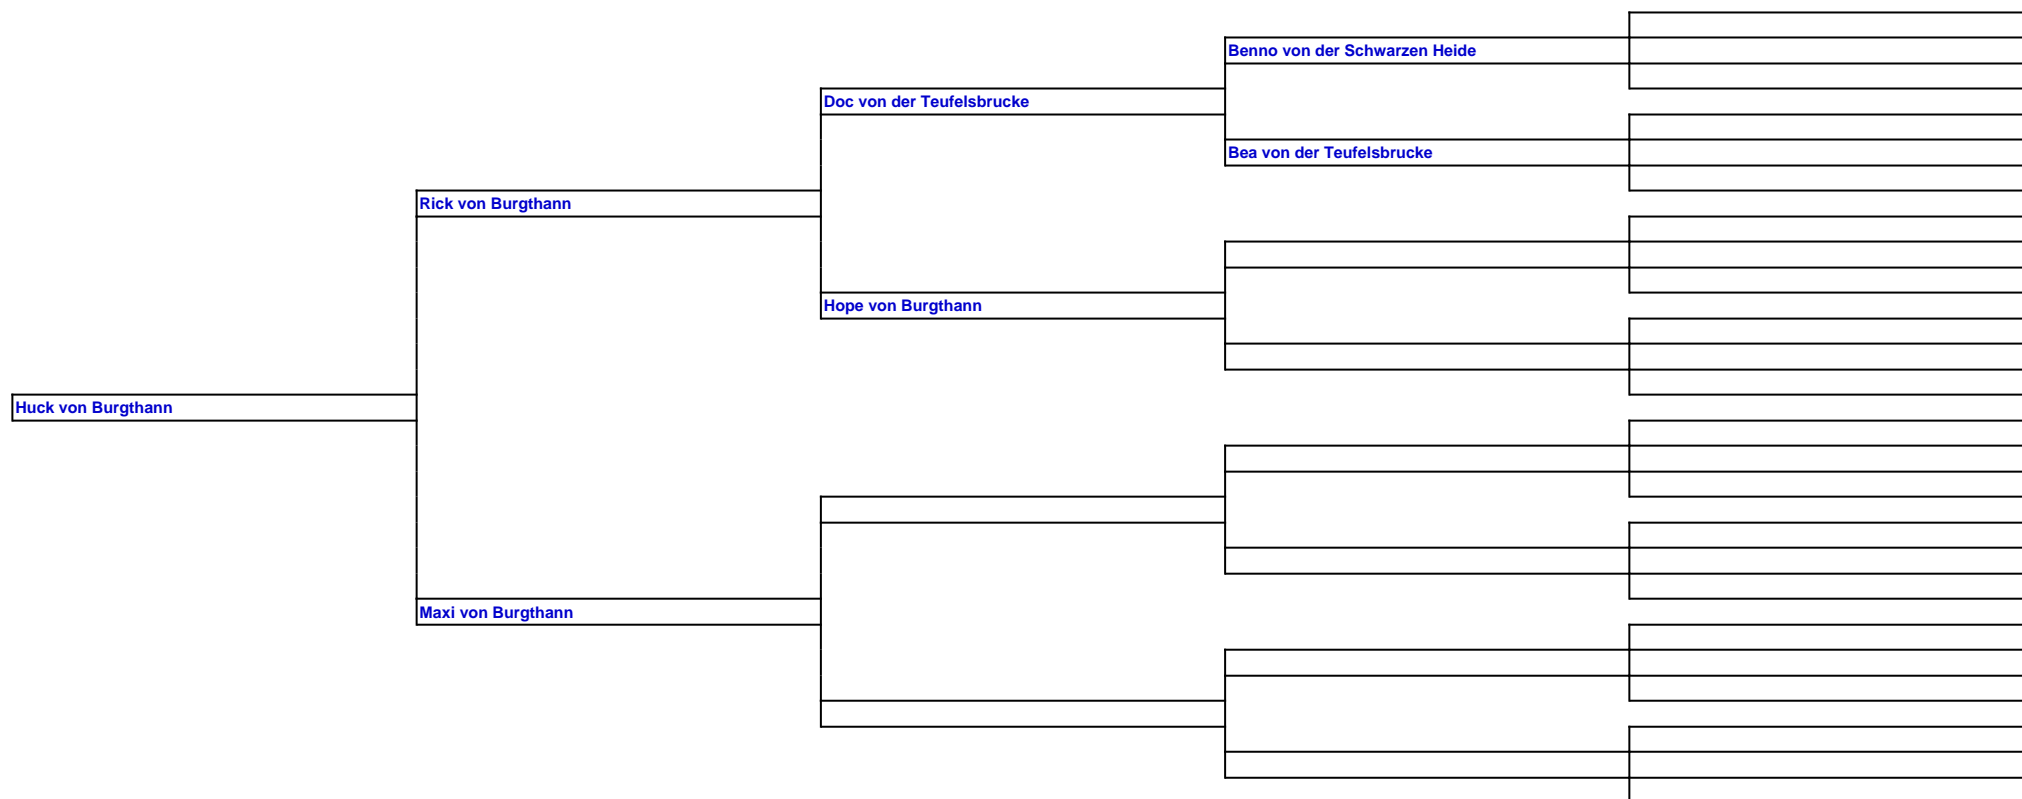 Benno von der Schwarzen Heide
Doc von der Teufelsbrucke
Bea von der Teufelsbrucke
Rick von Burgthann
Hope von Burgthann
Huck von Burgthann
Maxi von Burgthann